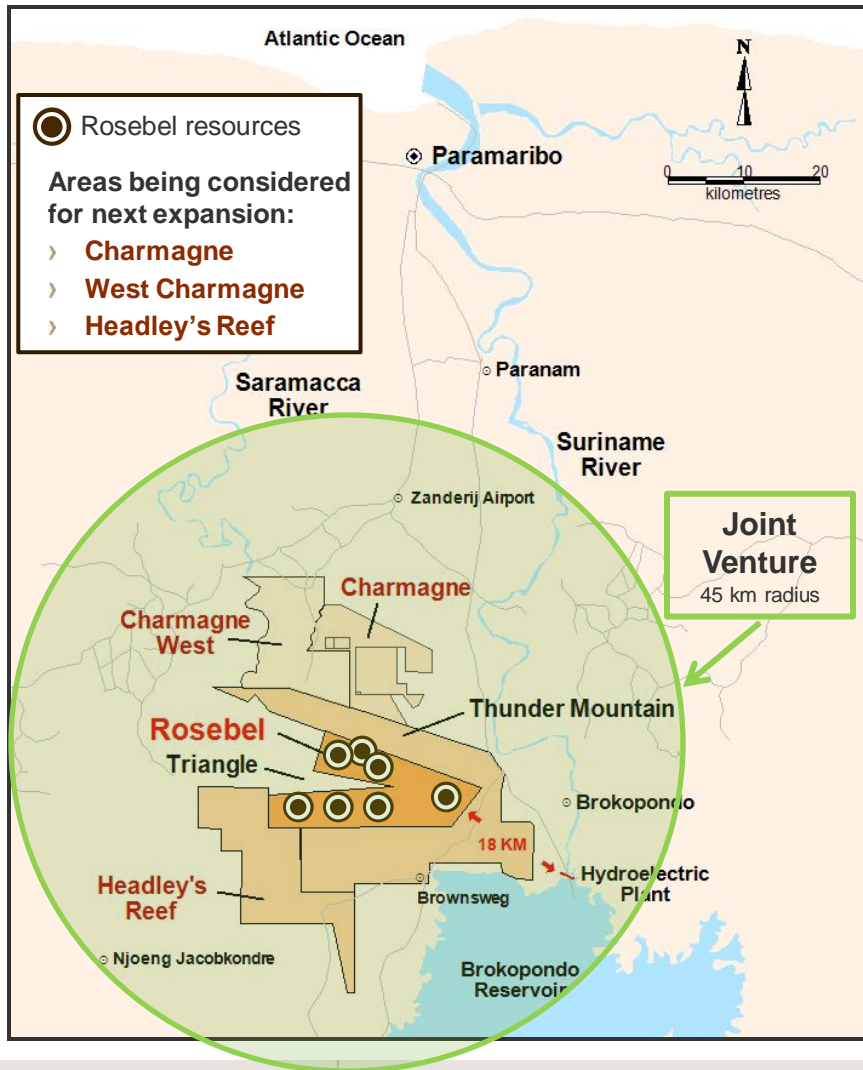 Atlantic Ocean
N
Rosebel resources
Areas being considered
for next expansion:
› Charmagne
› West Charmagne
› Headley’s Reef
Paramaribo
0 10 20
kilometres
Paranam
Saramacca
River
Suriname
River
Zanderij Airport
Joint
Venture
45 km radius
Charmagne
Charmagne
West
Thunder Mountain
Rosebel
Triangle
Brokopondo
18 KM
Hydroelectric
Plant
Headley's
Reef
Brownsweg
Njoeng Jacobkondre
Brokopondo
Reservoir